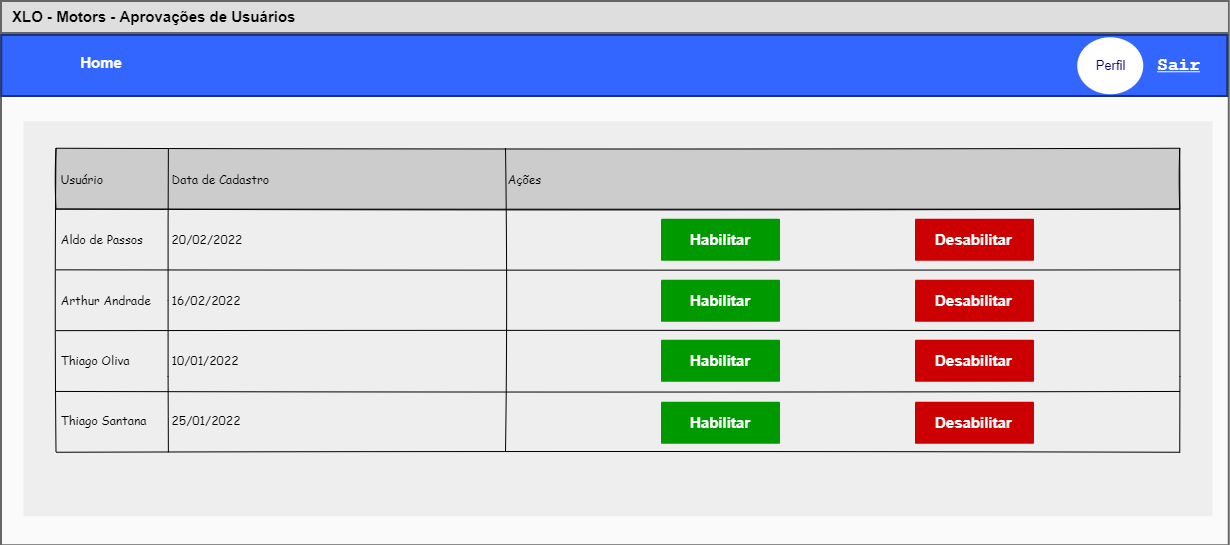 XLO - Motors - Aprovações de Usuários
Home Perfil Sair
Usuário Data de Cadastro Ações
Aldo de Passos 20/02/2022 Habilitar Desabilitar
Arthur Andrade 16/02/2022 Habilitar Desabilitar
Thiago Oliva 10/01/2022 Habilitar Desabilitar
Thiago Santana 25/01/2022 Habilitar Desabilitar